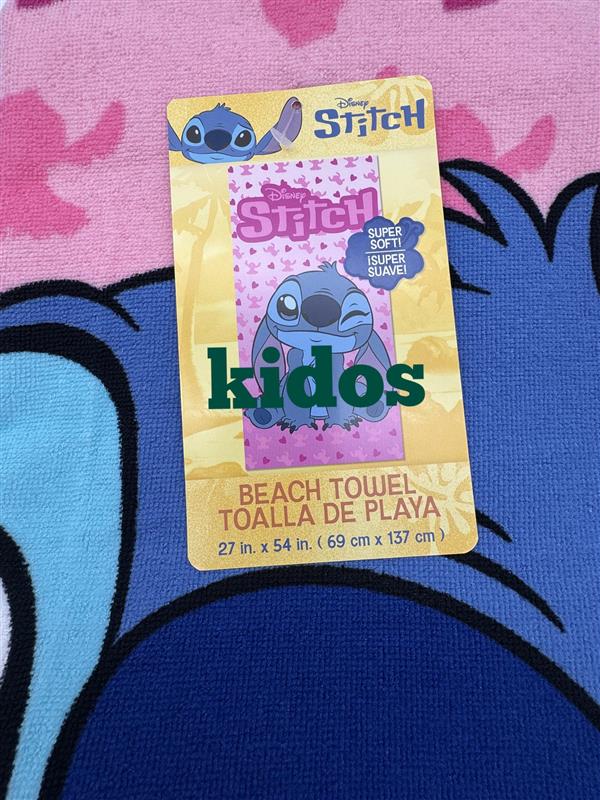 Disney
STitCH
Disney
STitCH
SUPER
SOFT!
¡SUPER
SUAVE!
kidos
BEACH TOWEL
TOALLA DE PLAYA
27 in. x 54 in. ( 69 cm x 137 cm )